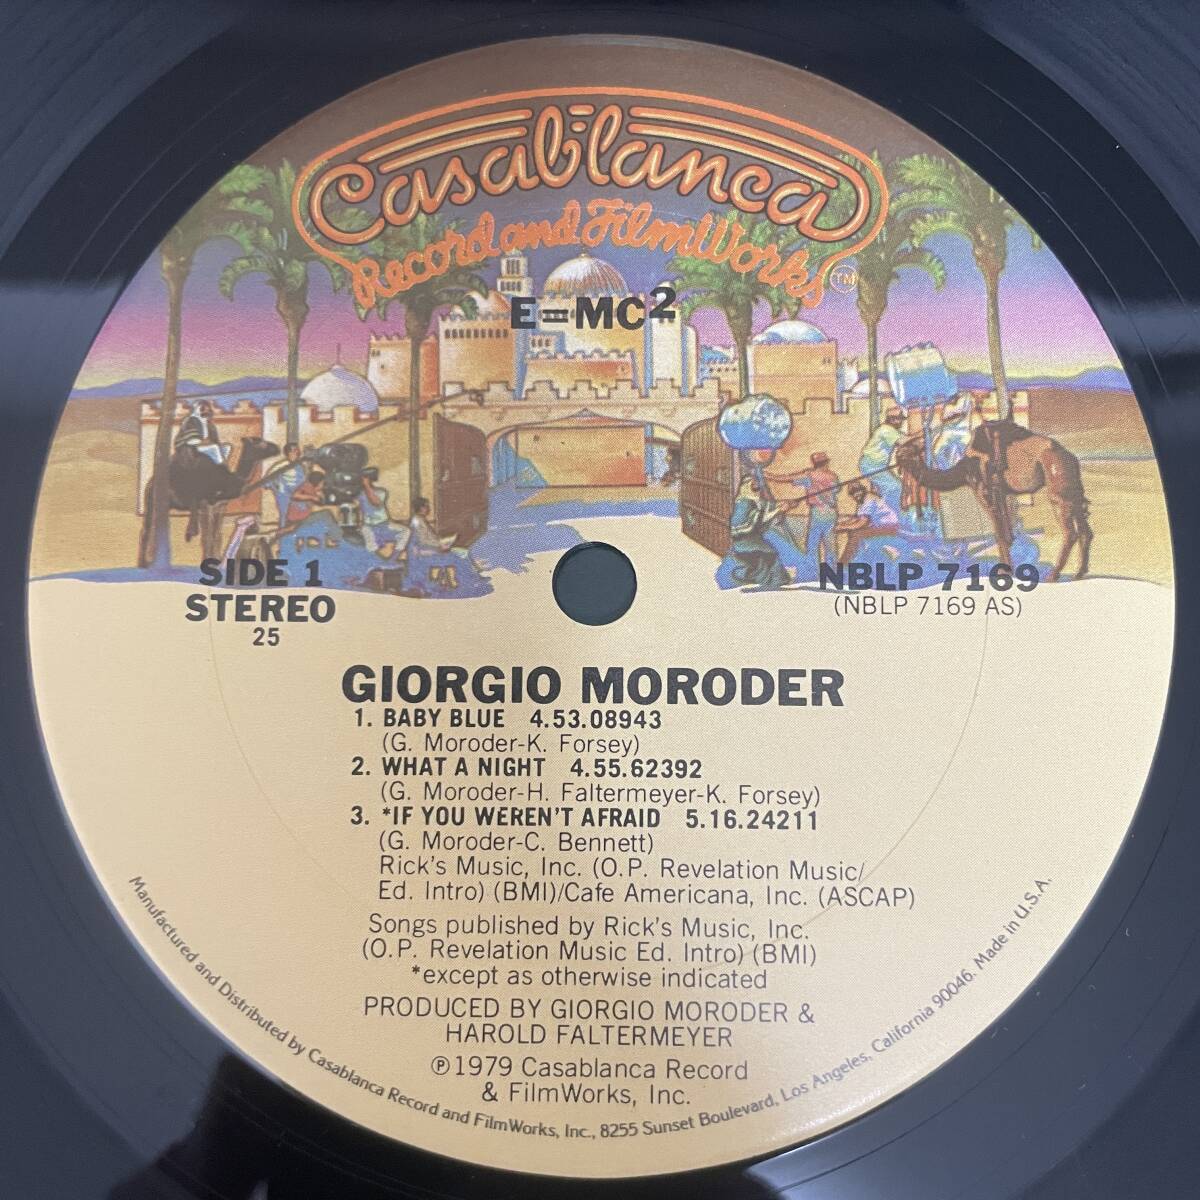 Casablanca
Record and FilmWorks TM
E=MC²
SIDE 1
STEREO
25
NBLP 7169
(NBLP 7169 AS)
GIORGIO MORODER
1. BABY BLUE 4.53.08943
(G. Moroder-K. Forsey)
2. WHAT A NIGHT 4.55.62392
(G. Moroder-H. Faltermeyer-K. Forsey)
3. *IF YOU WEREN'T AFRAID 5.16.24211
(G. Moroder-C. Bennett)
Rick's Music, Inc. (O.P. Revelation Music/
Ed. Intro) (BMI)/Cafe Americana, Inc. (ASCAP)
Songs published by Rick's Music, Inc.
(O.P. Revelation Music Ed. Intro) (BMI)
*except as otherwise indicated
PRODUCED BY GIORGIO MORODER &
HAROLD FALTERMEYER
℗1979 Casablanca Record
& FilmWorks, Inc.
Manufactured and Distributed by Casablanca Record and FilmWorks, Inc., 8255 Sunset Boulevard, Los Angeles, California 90046. Made in U.S.A.